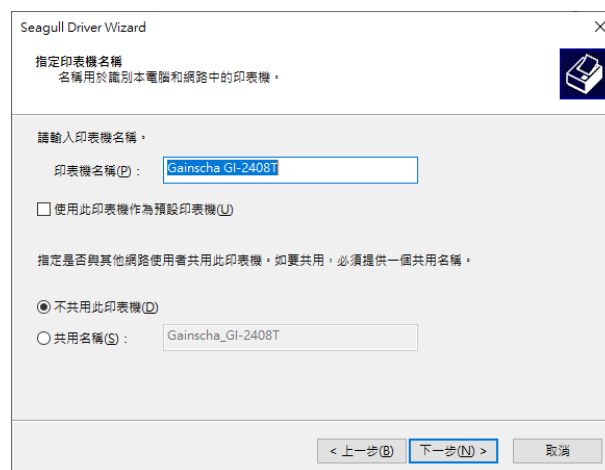 Seagull Driver Wizard
指定印表機名稱
名稱用於識別本電腦和網路中的印表機。
請輸入印表機名稱。
印表機名稱(P)： Gainscha GI-2408T
使用此印表機作為預設印表機(U)
指定是否與其他網路使用者共用此印表機。如要共用，必須提供一個共用名稱。
不共用此印表機(D)
共用名稱(S)： Gainscha_GI-2408T
< 上一步(B) 下一步(N) > 取消